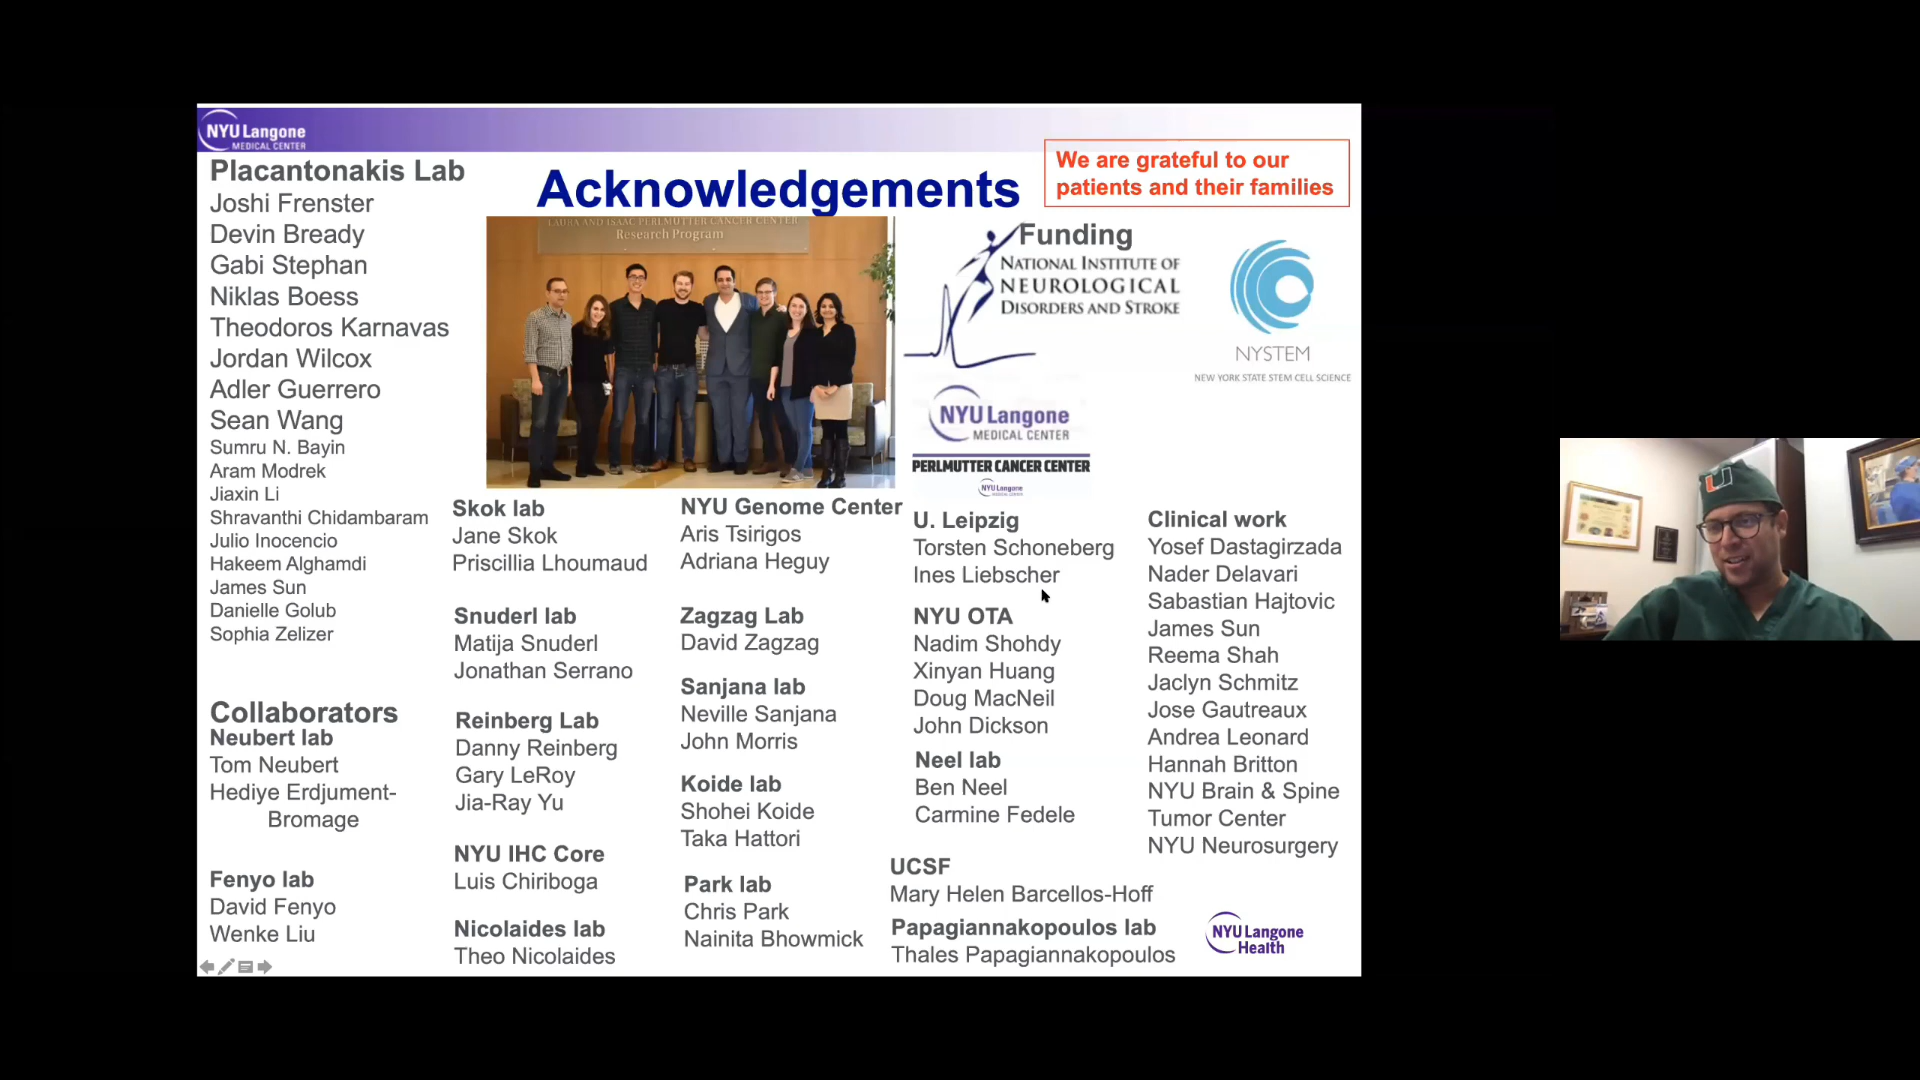 NYU Langone
MEDICAL CENTER
Acknowledgements
We are grateful to our
patients and their families
Placantonakis Lab
Joshi Frenster
Devin Bready
Gabi Stephan
Niklas Boess
Theodoros Karnavas
Jordan Wilcox
Adler Guerrero
Sean Wang
Sumru N. Bayin
Aram Modrek
Jiaxin Li
Shravanthi Chidambaram
Julio Inocencio
Hakeem Alghamdi
James Sun
Danielle Golub
Sophia Zelizer
Collaborators
Neubert lab
Tom Neubert
Hediye Erdjument-
Bromage
Fenyo lab
David Fenyo
Wenke Liu
LAURA AND ISAAC PERLMUTTER CANCER CENTER
Research Program
Skok lab
Jane Skok
Priscillia Lhoumaud
Snuderl lab
Matija Snuderl
Jonathan Serrano
Reinberg Lab
Danny Reinberg
Gary LeRoy
Jia-Ray Yu
NYU IHC Core
Luis Chiriboga
Nicolaides lab
Theo Nicolaides
NYU Genome Center
Aris Tsirigos
Adriana Heguy
Zagzag Lab
David Zagzag
Sanjana lab
Neville Sanjana
John Morris
Koide lab
Shohei Koide
Taka Hattori
Park lab
Chris Park
Nainita Bhowmick
Funding
NATIONAL INSTITUTE OF
NEUROLOGICAL
DISORDERS AND STROKE
NYSTEM
NEW YORK STATE STEM CELL SCIENCE
NYU Langone
MEDICAL CENTER
PERLMUTTER CANCER CENTER
NYU Langone
U. Leipzig
Torsten Schoneberg
Ines Liebscher
NYU OTA
Nadim Shohdy
Xinyan Huang
Doug MacNeil
John Dickson
Neel lab
Ben Neel
Carmine Fedele
UCSF
Mary Helen Barcellos-Hoff
Papagiannakopoulos lab
Thales Papagiannakopoulos
Clinical work
Yosef Dastagirzada
Nader Delavari
Sabastian Hajtovic
James Sun
Reema Shah
Jaclyn Schmitz
Jose Gautreaux
Andrea Leonard
Hannah Britton
NYU Brain & Spine
Tumor Center
NYU Neurosurgery
NYU Langone
Health
U